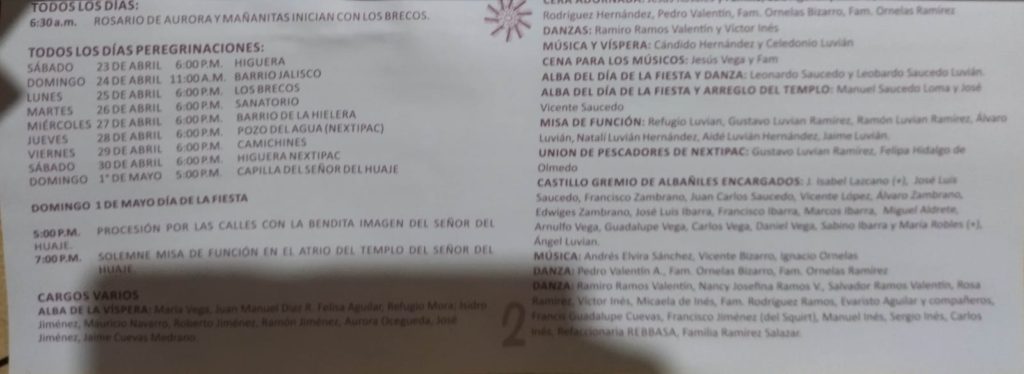 TODOS LOS DÍAS:
6:30 a.m. ROSARIO DE AURORA Y MAÑANITAS INICIAN CON LOS BRECOS.
TODOS LOS DÍAS PEREGRINACIONES:
SÁBADO 23 DE ABRIL 6:00 P.M. HIGUERA
DOMINGO 24 DE ABRIL 11:00 A.M. BARRIO JALISCO
LUNES 25 DE ABRIL 6:00 P.M. LOS BRECOS
MARTES 26 DE ABRIL 6:00 P.M. SANATORIO
MIÉRCOLES 27 DE ABRIL 6:00 P.M. BARRIO DE LA HIELERA
JUEVES 28 DE ABRIL 6:00 P.M. POZO DEL AGUA (NEXTIPAC)
VIERNES 29 DE ABRIL 6:00 P.M. CAMICHINES
SÁBADO 30 DE ABRIL 6:00 P.M. HIGUERA NEXTIPAC
DOMINGO 1° DE MAYO 5:00 P.M. CAPILLA DEL SEÑOR DEL HUAJE
DOMINGO 1 DE MAYO DÍA DE LA FIESTA
5:00 P.M. PROCESIÓN POR LAS CALLES CON LA BENDITA IMAGEN DEL SEÑOR DEL
HUAJE.
7:00 P.M. SOLEMNE MISA DE FUNCIÓN EN EL ATRIO DEL TEMPLO DEL SEÑOR DEL
HUAJE.
CARGOS VARIOS
ALBA DE LA VÍSPERA: María Vega, Juan Manuel Díaz R. Felisa Aguilar, Refugio Mora, Isidro
Jiménez, Mauricio Navarro, Roberto Jiménez, Ramón Jiménez, Aurora Ocegueda, José
Jiménez, Jaime Cuevas Medrano.
2
CERA ADORNADA:
Rodríguez Hernández, Pedro Valentín, Fam. Ornelas Bizarro, Fam. Ornelas Ramírez
DANZAS: Ramiro Ramos Valentín y Víctor Inés
MÚSICA Y VÍSPERA: Cándido Hernández y Celedonio Luvián
CENA PARA LOS MÚSICOS: Jesús Vega y Fam
ALBA DEL DÍA DE LA FIESTA Y DANZA: Leonardo Saucedo y Leobardo Saucedo Luvián.
ALBA DEL DÍA DE LA FIESTA Y ARREGLO DEL TEMPLO: Manuel Saucedo Loma y José
Vicente Saucedo
MISA DE FUNCIÓN: Refugio Luvian, Gustavo Luvian Ramírez, Ramón Luvian Ramírez, Álvaro
Luvián, Natalí Luvián Hernández, Aidé Luvián Hernández, Jaime Luvián.
UNION DE PESCADORES DE NEXTIPAC: Gustavo Luvian Ramírez, Felipa Hidalgo de
Olmedo
CASTILLO GREMIO DE ALBAÑILES ENCARGADOS: J. Isabel Lazcano (+), José Luis
Saucedo, Francisco Zambrano, Juan Carlos Saucedo, Vicente López, Álvaro Zambrano,
Edwiges Zambrano, José Luis Ibarra, Francisco Ibarra, Marcos Ibarra, Miguel Aldrete,
Arnulfo Vega, Guadalupe Vega, Carlos Vega, Daniel Vega, Sabino Ibarra y María Robles (+),
Ángel Luvian.
MÚSICA: Andrés Elvira Sánchez, Vicente Bizarro, Ignacio Ornelas
DANZA: Pedro Valentín A., Fam. Ornelas Bizarro, Fam. Ornelas Ramírez
DANZA: Ramiro Ramos Valentín, Nancy Josefina Ramos V., Salvador Ramos Valentín, Rosa
Ramírez, Víctor Inés, Micaela de Inés, Fam. Rodríguez Ramos, Evaristo Aguilar y compañeros,
Francis Guadalupe Cuevas, Francisco Jiménez (del Squirt), Manuel Inés, Sergio Inés, Carlos
Inés, Refaccionaria REBBASA, Familia Ramírez Salazar.